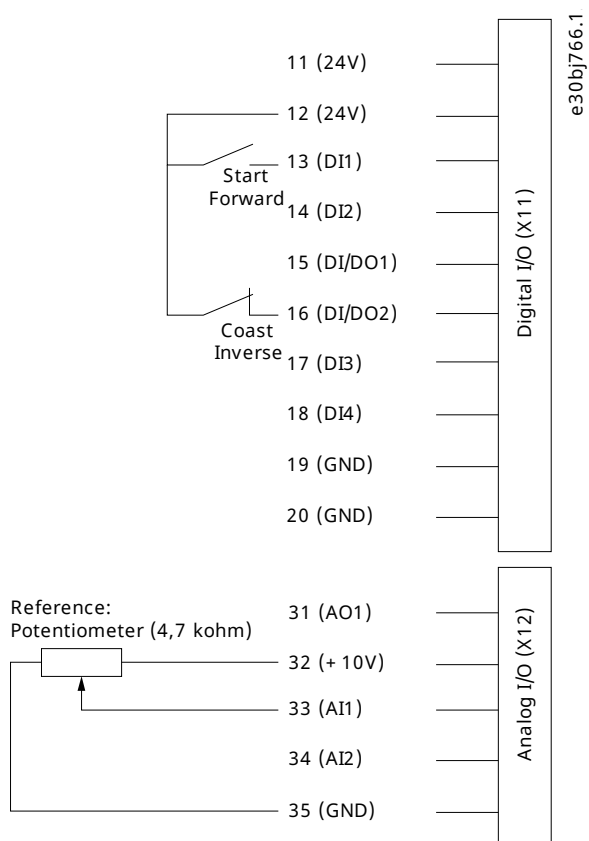 e30bj766.1
11 (24V)
12 (24V)
13 (DI1)
Start
Forward
14 (DI2)
15 (DI/DO1)
16 (DI/DO2)
Coast
Inverse
17 (DI3)
18 (DI4)
19 (GND)
20 (GND)
Digital I/O (X11)
Reference:
Potentiometer (4,7 kohm)
31 (AO1)
32 (+10V)
33 (AI1)
34 (AI2)
35 (GND)
Analog I/O (X12)